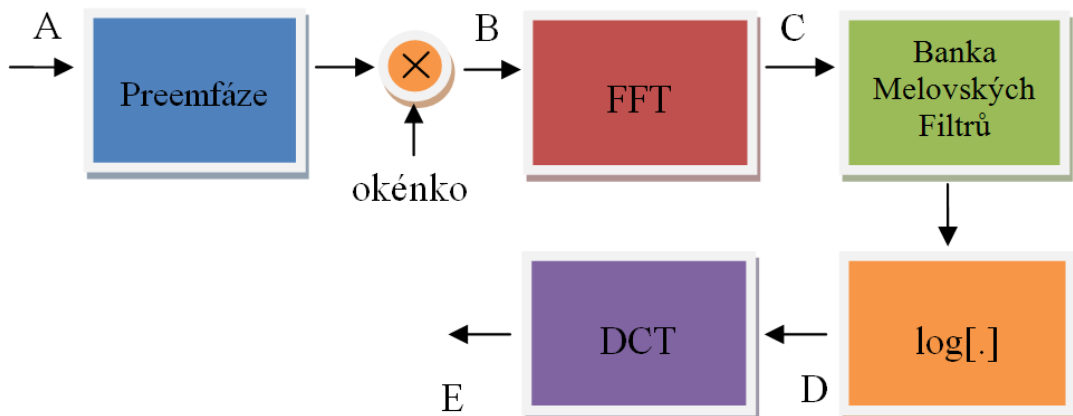 A
Preemfáze
okénko
B
FFT
C
Banka
Melovských
Filtrů
log[.]
D
DCT
E